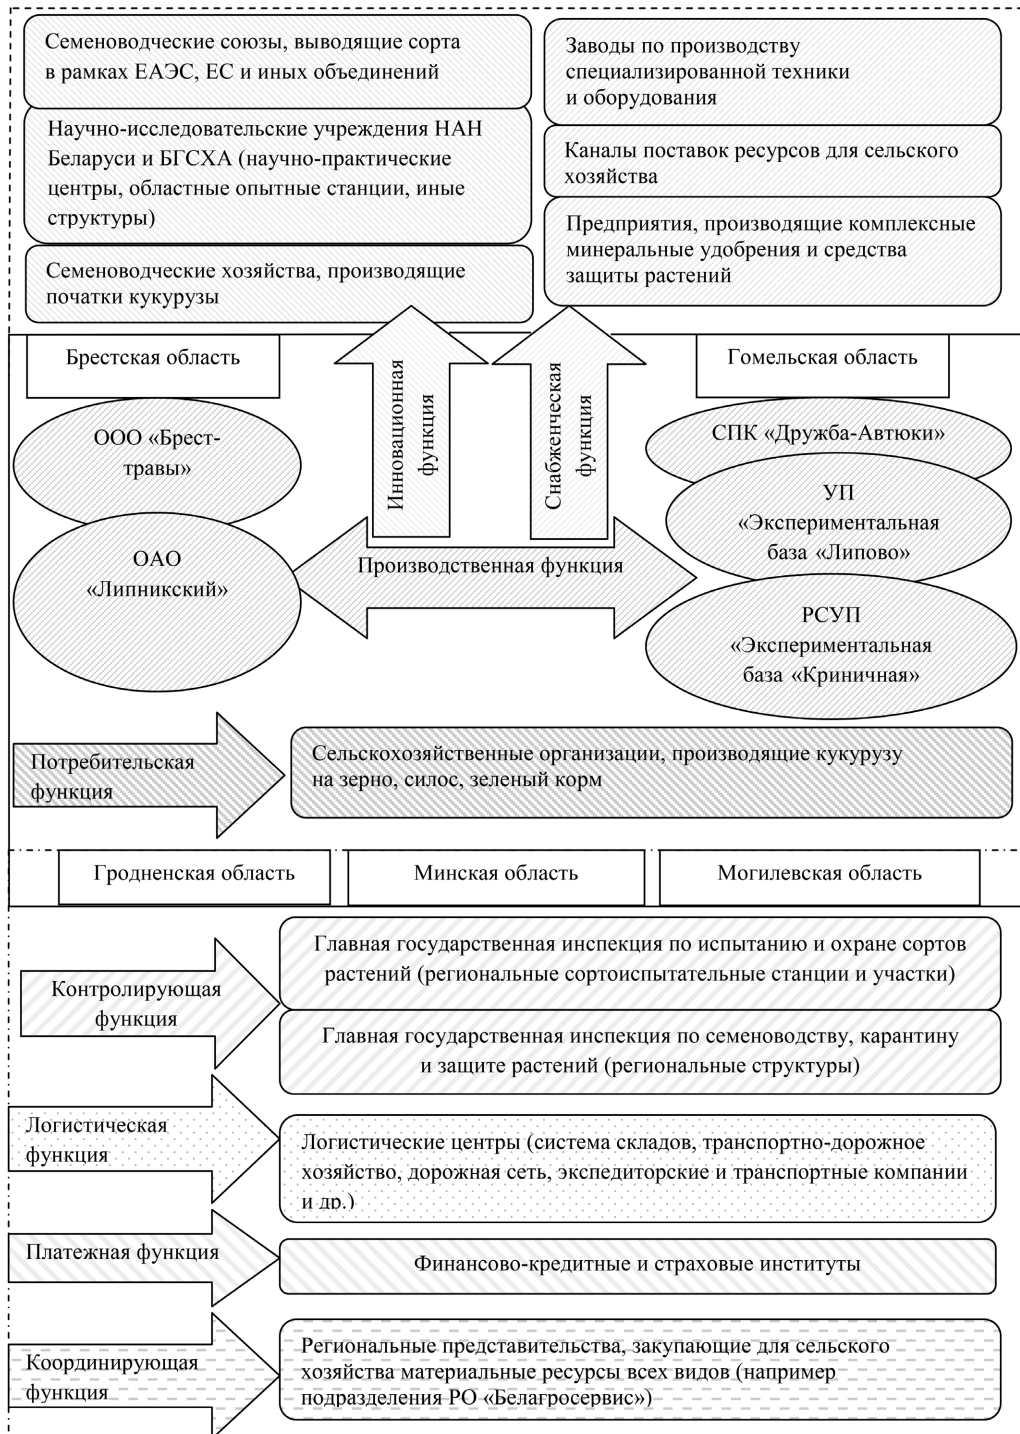 Семеноводческие союзы, выводящие сорта
в рамках ЕАЭС, ЕС и иных объединений
Научно-исследовательские учреждения НАН
Беларуси и БГСХА (научно-практические
центры, областные опытные станции, иные
структуры)
Семеноводческие хозяйства, производящие
початки кукурузы
Заводы по производству
специализированной техники
и оборудования
Каналы поставок ресурсов для сельского
хозяйства
Предприятия, производящие комплексные
минеральные удобрения и средства
защиты растений
Брестская область
ООО «Брест-
травы»
ОАО
«Липникский»
Инновационная
функция
Снабженческая
функция
Производственная функция
Гомельская область
СПК «Дружба-Автюки»
УП
«Экспериментальная
база «Липово»
РСУП
«Экспериментальная
база «Криничная»
Потребительская
функция
Сельскохозяйственные организации, производящие кукурузу
на зерно, силос, зеленый корм
Гродненская область
Минская область
Могилевская область
Контролирующая
функция
Главная государственная инспекция по испытанию и охране сортов
растений (региональные сортоиспытательные станции и участки)
Главная государственная инспекция по семеноводству, карантину
и защите растений (региональные структуры)
Логистическая
функция
Логистические центры (система складов, транспортно-дорожное
хозяйство, дорожная сеть, экспедиторские и транспортные компании
и др.)
Платежная функция
Финансово-кредитные и страховые институты
Координирующая
функция
Региональные представительства, закупающие для сельского
хозяйства материальные ресурсы всех видов (например
подразделения РО «Белагросервис»)